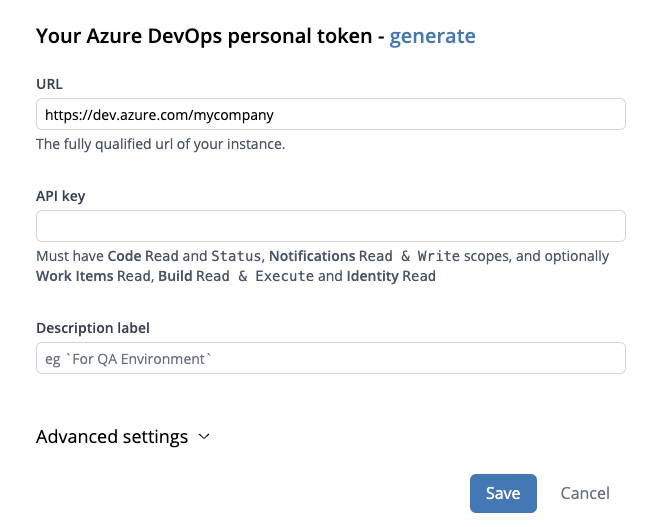 Your Azure DevOps personal token - generate
URL
https://dev.azure.com/mycompany
The fully qualified url of your instance.
API key
Must have Code Read and Status, Notifications Read & Write scopes, and optionally
Work Items Read, Build Read & Execute and Identity Read
Description label
eg `For QA Environment`
Advanced settings
Save Cancel